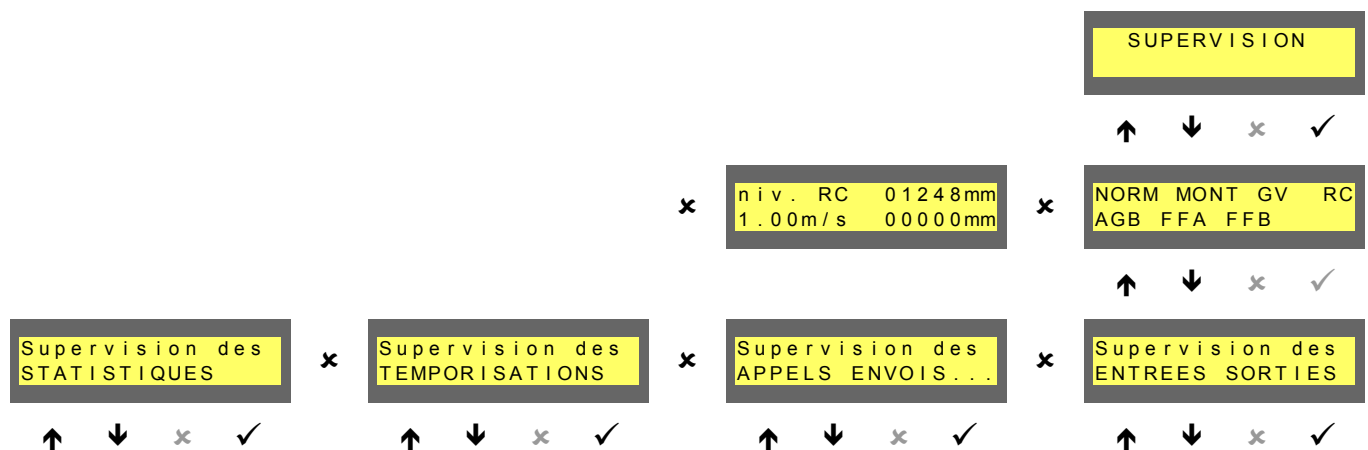 SUPERVISION
niv. RC 01248mm
1.00m/s 00000mm
NORM MONT GV RC
AGB FFA FFB
Supervision des
STATISTIQUES
Supervision des
TEMPORISATIONS
Supervision des
APPELS ENVOIS...
Supervision des
ENTREES SORTIES